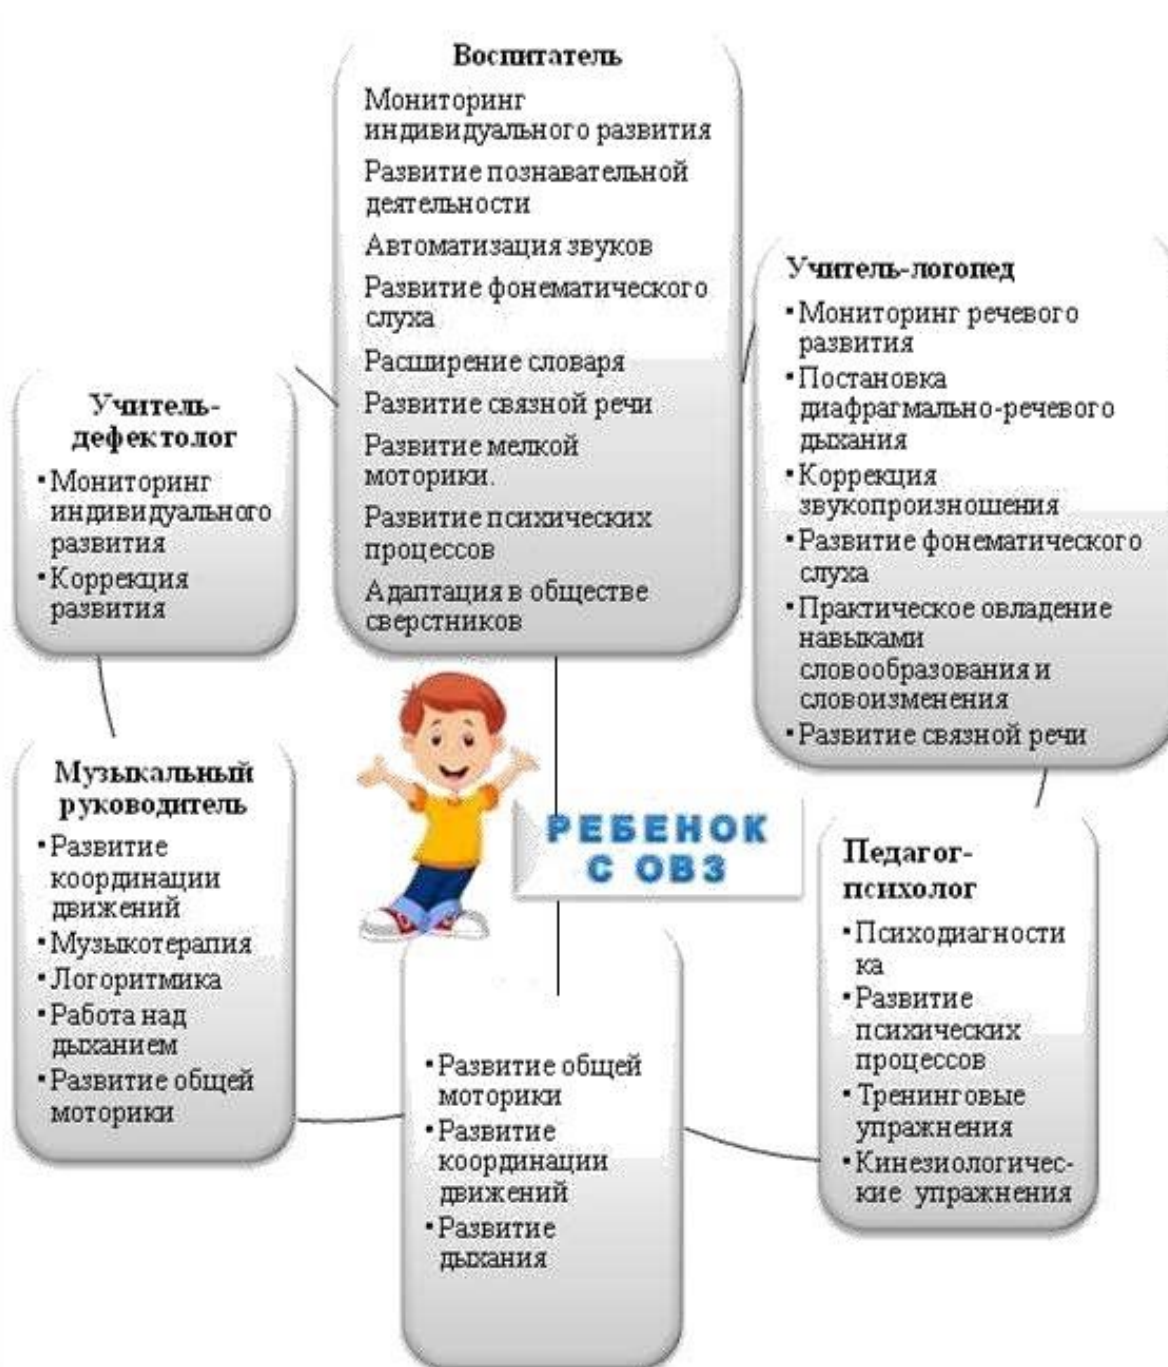 Воспитатель
Мониторинг
индивидуального развития
Развитие познавательной
деятельности
Автоматизация звуков
Развитие фонематического
слуха
Расширение словаря
Развитие связной речи
Развитие мелкой
моторики.
Развитие психических
процессов
Адаптация в обществе
сверстников
Учитель-логопед
▪Мониторинг речевого
развития
▪Постановка
диафрагмально-речевого
дыхания
▪Коррекция
звукопроизношения
▪Развитие фонематического
слуха
▪Практическое овладение
навыками
словообразования и
словоизменения
▪Развитие связной речи
Учитель-
дефектолог
▪Мониторинг
индивидуального
развития
▪Коррекция
развития
Музыкальный
руководитель
▪Развитие
координации
движений
▪Музыкотерапия
▪Логоритмика
▪Работа над
дыханием
▪Развитие общей
моторики
РЕБЕНОК
С ОВЗ
Педагог-
психолог
▪Психодиагности
ка
▪Развитие
психических
процессов
▪Тренинговые
упражнения
▪Кинезиологичес-
кие упражнения
▪Развитие общей
моторики
▪Развитие
координации
движений
▪Развитие
дыхания